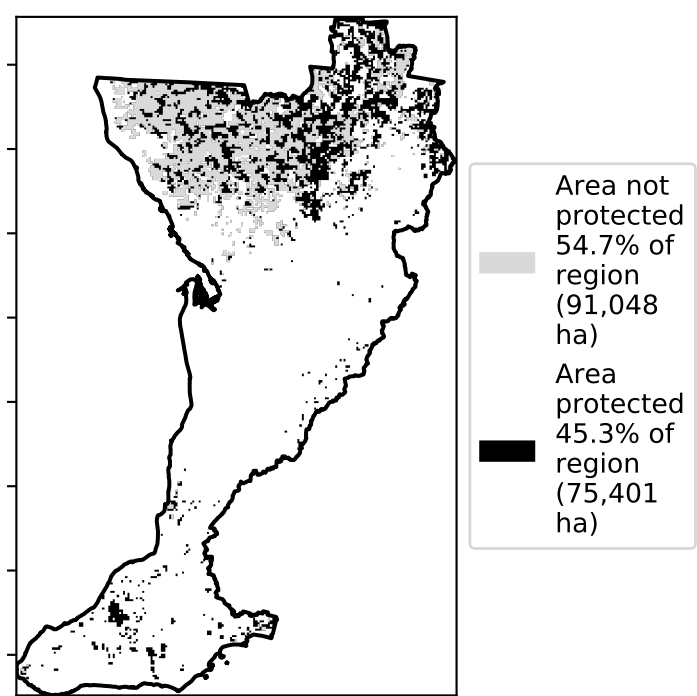 Area not
protected
54.7% of
region
(91,048
ha)
Area
protected
45.3% of
region
(75,401
ha)